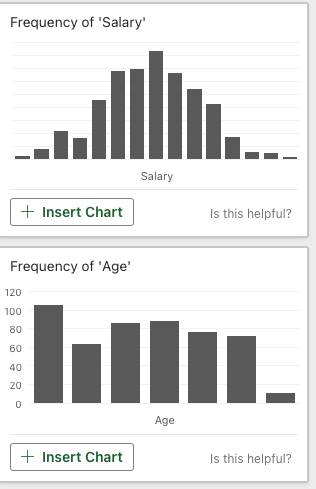 Frequency of 'Salary'
Salary
+ Insert Chart
Is this helpful?
Frequency of 'Age'
120
100
80
60
40
20
0
Age
+ Insert Chart
Is this helpful?